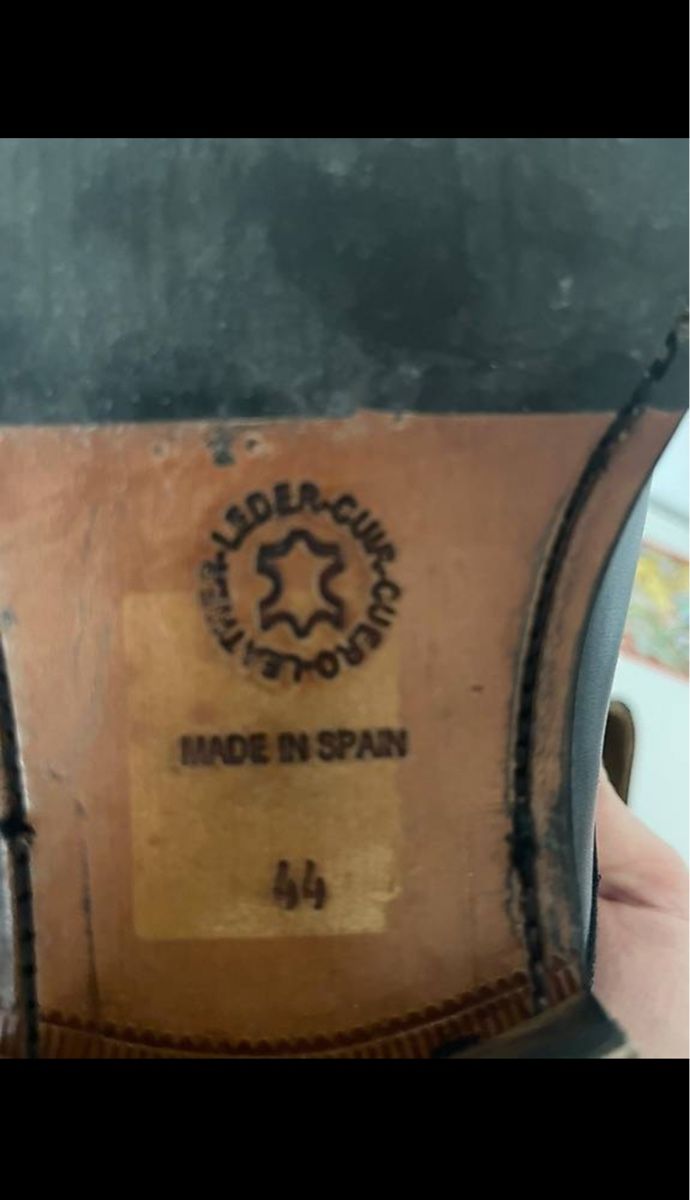 LEATHER-LEDER-CUIR-CUERO-
MADE IN SPAIN
44